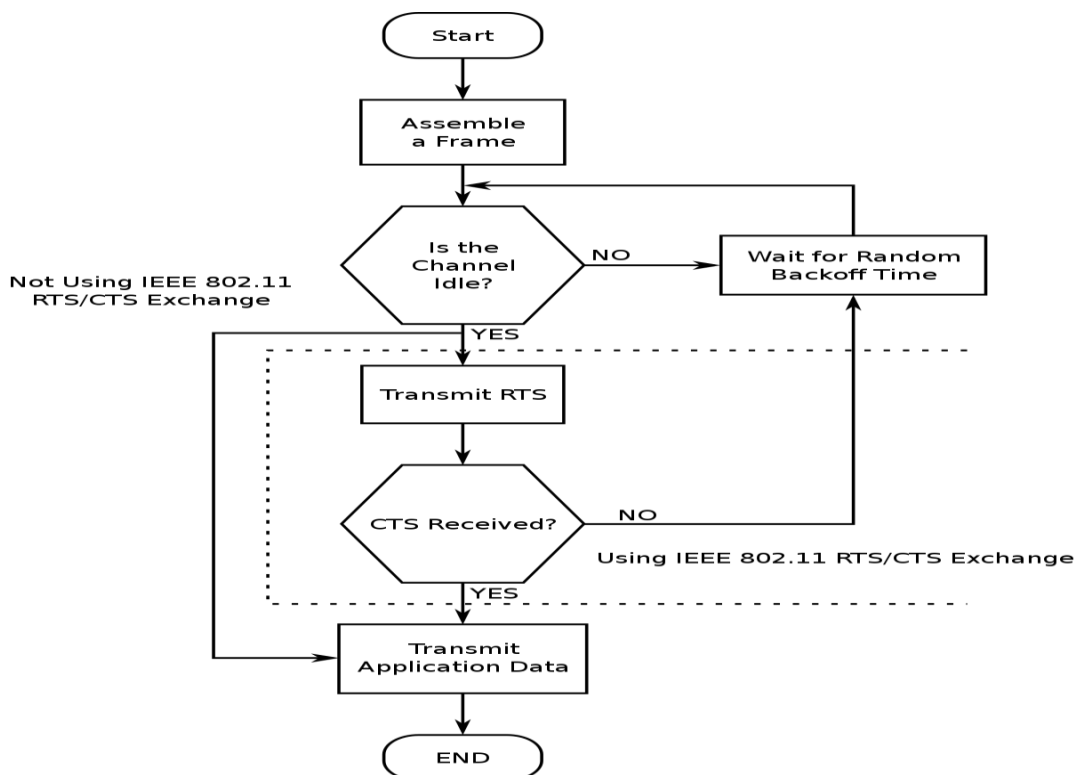 Start
Assemble
a Frame
Is the
Channel
Idle?
NO
Wait for Random
Backoff Time
Not Using IEEE 802.11
RTS/CTS Exchange
YES
Transmit RTS
CTS Received?
NO
Using IEEE 802.11 RTS/CTS Exchange
YES
Transmit
Application Data
END